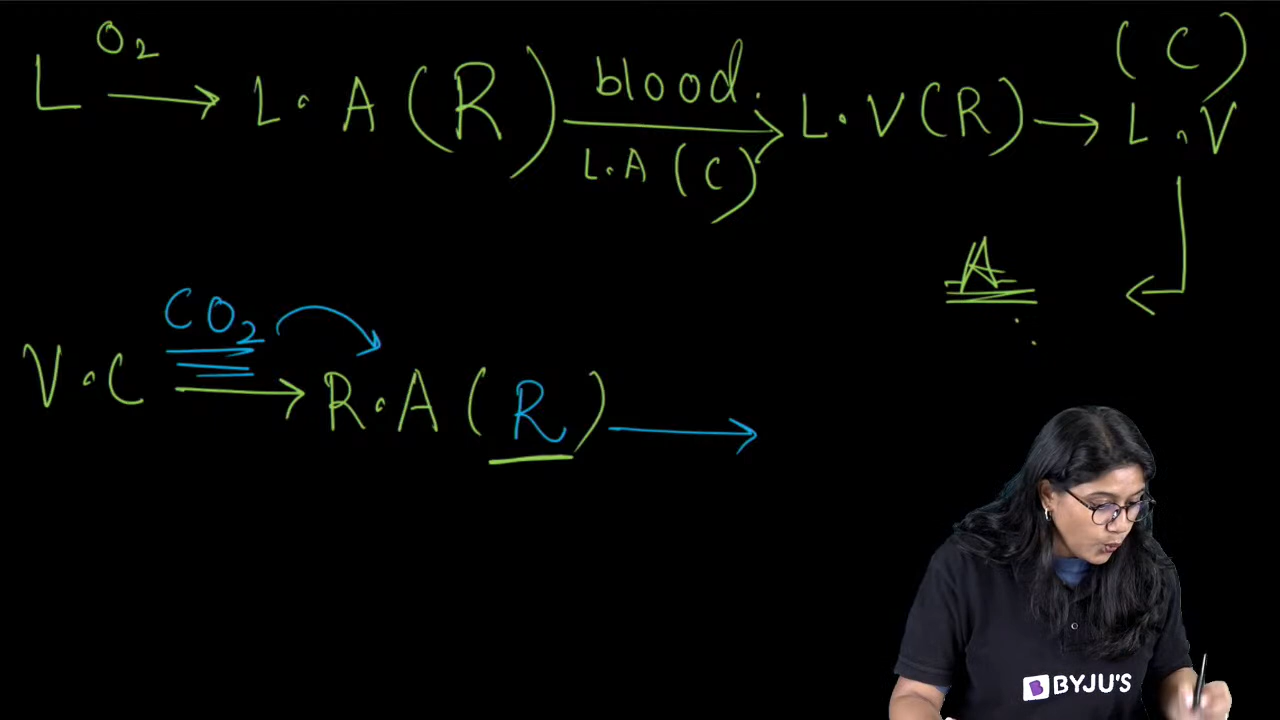 L O2 → L.A (R) blood. → L.V (R) → (C) L.V
L.A (C)
A
V.C CO2 → R.A (R) →
BYJU'S